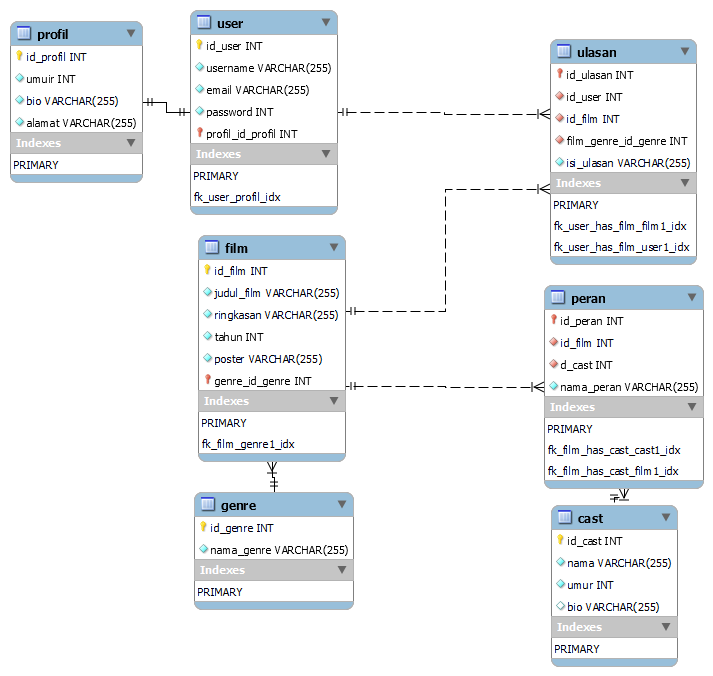 profil
id_profil INT
umuir INT
bio VARCHAR(255)
alamat VARCHAR(255)
Indexes
PRIMARY
user
id_user INT
username VARCHAR(255)
email VARCHAR(255)
password INT
profil_id_profil INT
Indexes
PRIMARY
fk_user_profil_idx
ulasan
id_ulasan INT
id_user INT
id_film INT
film_genre_id_genre INT
isi_ulasan VARCHAR(255)
Indexes
PRIMARY
fk_user_has_film_film1_idx
fk_user_has_film_user1_idx
film
id_film INT
judul_film VARCHAR(255)
ringkasan VARCHAR(255)
tahun INT
poster VARCHAR(255)
genre_id_genre INT
Indexes
PRIMARY
fk_film_genre1_idx
peran
id_peran INT
id_film INT
d_cast INT
nama_peran VARCHAR(255)
Indexes
PRIMARY
fk_film_has_cast_cast1_idx
fk_film_has_cast_film1_idx
genre
id_genre INT
nama_genre VARCHAR(255)
Indexes
PRIMARY
cast
id_cast INT
nama VARCHAR(255)
umur INT
bio VARCHAR(255)
Indexes
PRIMARY